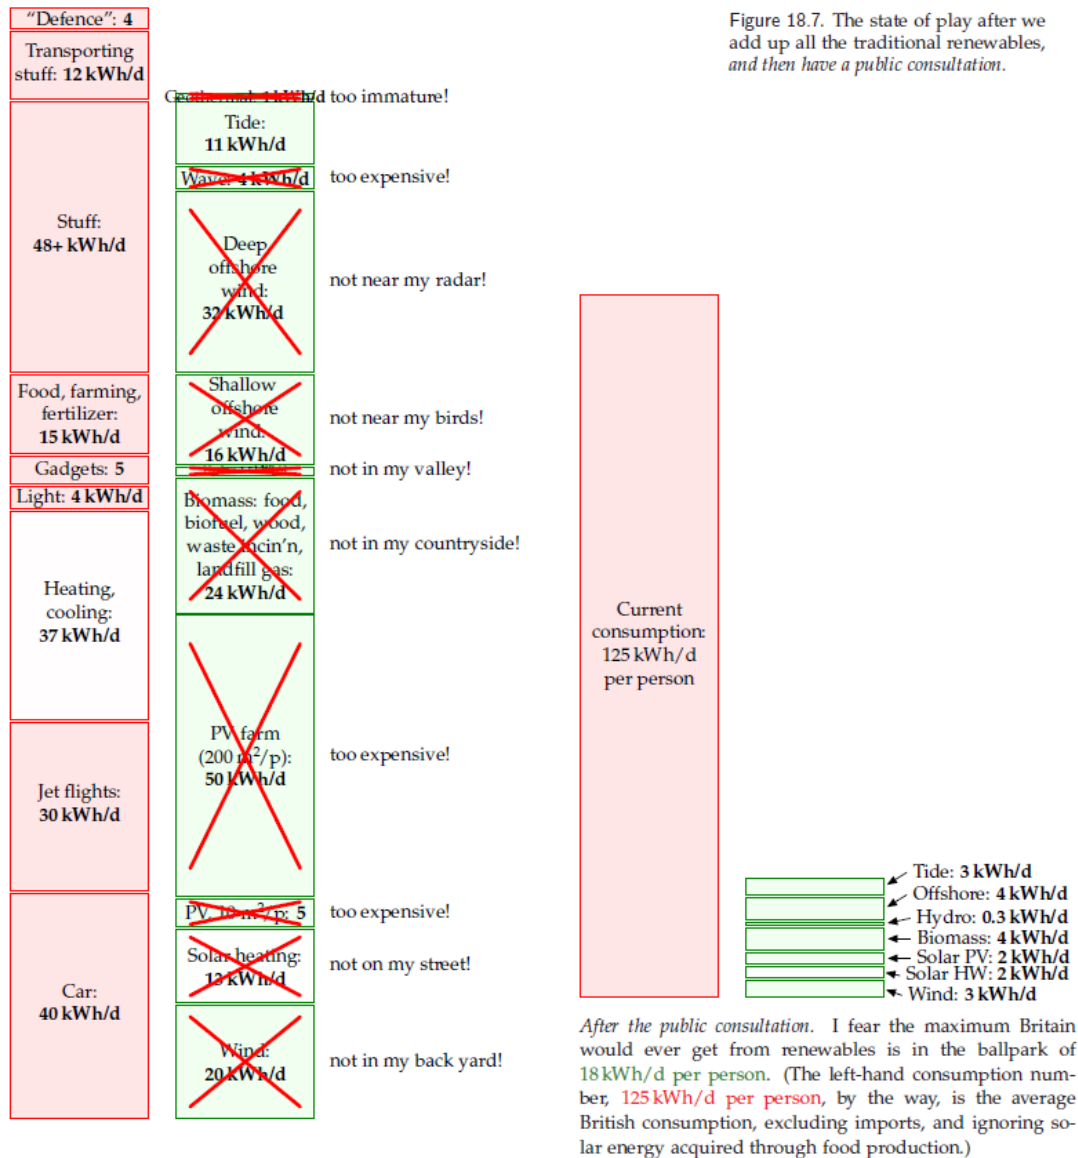 "Defence": 4
Transporting
stuff: 12 kWh/d
Stuff:
48+ kWh/d
Food, farming,
fertilizer:
15 kWh/d
Gadgets: 5
Light: 4 kWh/d
Heating,
cooling:
37 kWh/d
Jet flights:
30 kWh/d
Car:
40 kWh/d
Geothermal: 1 kWh/d too immature!
Tide:
11 kWh/d
Wave: 4 kWh/d
too expensive!
Deep
offshore
wind:
32 kWh/d
not near my radar!
Shallow
offshore
wind:
16 kWh/d
not near my birds!
not in my valley!
Biomass: food,
biofuel, wood,
waste incin'n,
landfill gas:
24 kWh/d
not in my countryside!
PV farm
(200 m²/p):
50 kWh/d
too expensive!
PV, 10 m²/p: 5
too expensive!
Solar heating:
13 kWh/d
not on my street!
Wind:
20 kWh/d
not in my back yard!
Figure 18.7. The state of play after we
add up all the traditional renewables,
and then have a public consultation.
Current
consumption:
125 kWh/d
per person
Tide: 3 kWh/d
Offshore: 4 kWh/d
Hydro: 0.3 kWh/d
Biomass: 4 kWh/d
Solar PV: 2 kWh/d
Solar HW: 2 kWh/d
Wind: 3 kWh/d
After the public consultation. I fear the maximum Britain
would ever get from renewables is in the ballpark of
18 kWh/d per person. (The left-hand consumption num-
ber, 125 kWh/d per person, by the way, is the average
British consumption, excluding imports, and ignoring so-
lar energy acquired through food production.)